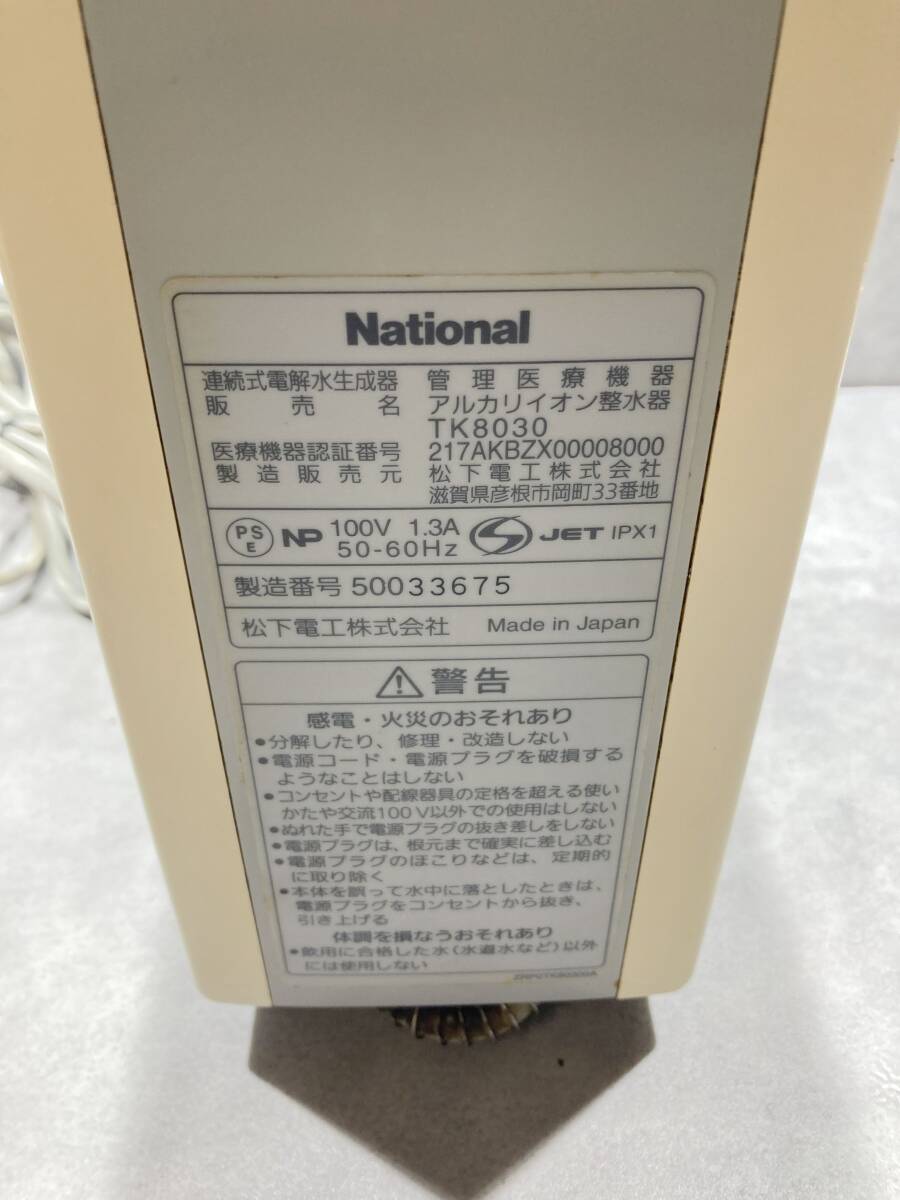 National
連続式電解水生成器 管理医療機器
販売名 アルカリイオン整水器
TK8030
医療機器認証番号 217AKBZX00008000
製造販売元 松下電工株式会社
滋賀県彦根市岡町33番地
PS E NP 100V 1.3A 50-60Hz S JET IPX1
製造番号 50033675
松下電工株式会社 Made in Japan
警告
感電・火災のおそれあり
●分解したり、修理・改造しない
●電源コード・電源プラグを破損する
ようなことはしない
●コンセントや配線器具の定格を超える使い
かたや交流100V以外での使用はしない
●ぬれた手で電源プラグの抜き差しをしない
●電源プラグは、根元まで確実に差し込む
●電源プラグのほこりなどは、定期的
に取り除く
●本体を誤って水中に落としたときは、
電源プラグをコンセントから抜き、
引き上げる
体調を損なうおそれあり
●飲用に合格した水(水道水など)以外
には使用しない